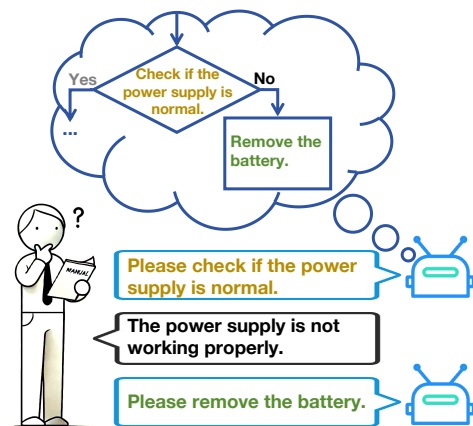 Yes
Check if the
power supply is
normal.
No
...
Remove the
battery.
?
MANUAL
Please check if the power
supply is normal.
The power supply is not
working properly.
Please remove the battery.